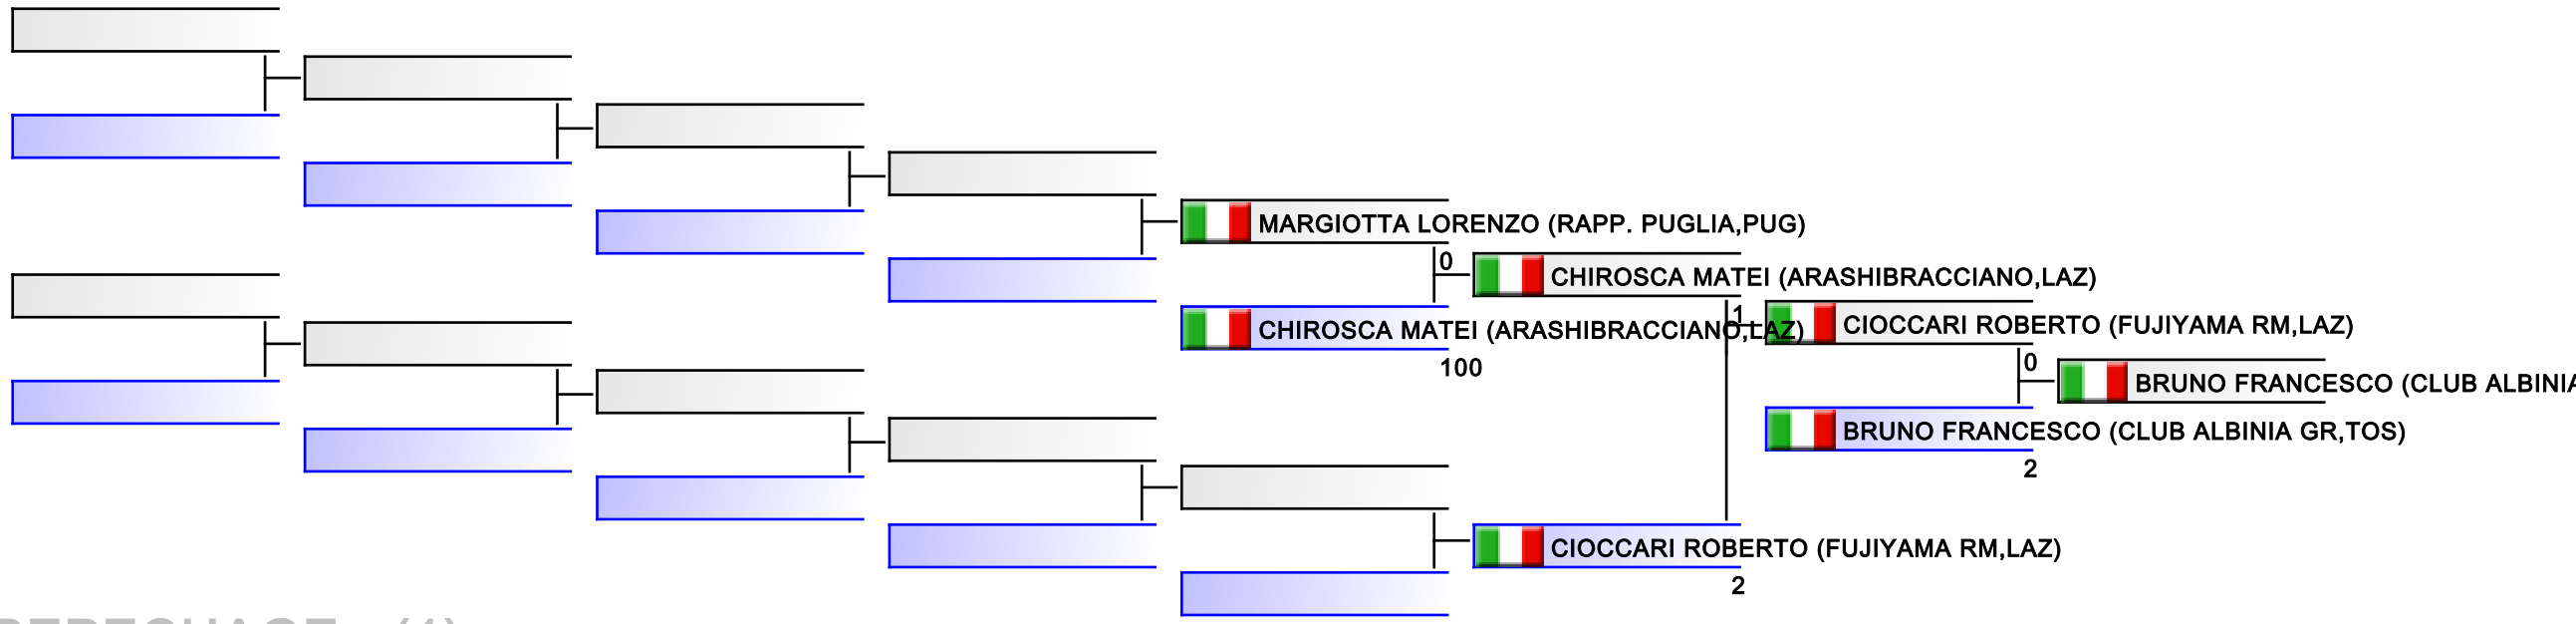 MARGIOTTA LORENZO (RAPP. PUGLIA,PUG)
0
CHIROSCA MATEI (ARASHIBRACCIANO,LAZ)
1
CIOCCARI ROBERTO (FUJIYAMA RM,LAZ)
CHIROSCA MATEI (ARASHIBRACCIANO,LAZ)
100
0
BRUNO FRANCESCO (CLUB ALBINIA
BRUNO FRANCESCO (CLUB ALBINIA GR,TOS)
2
CIOCCARI ROBERTO (FUJIYAMA RM,LAZ)
2